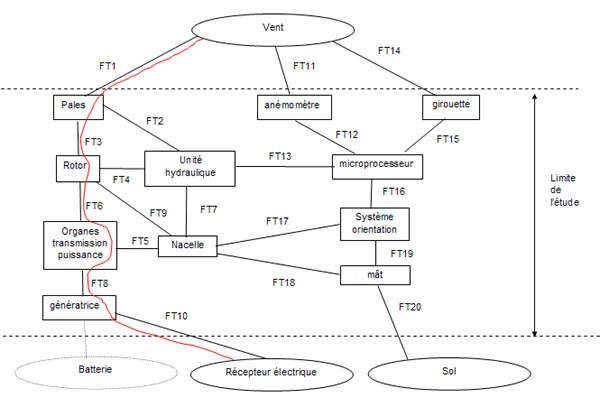 Vent
FT1
FT11
FT14
Pales
anémomètre
girouette
FT2
FT3
FT12
FT15
Rotor
FT4
Unité
hydraulique
FT13
microprocesseur
Limite
de
l'étude
FT6
FT9
FT7
FT16
FT17
Système
orientation
Organes
transmission
puissance
FT5
Nacelle
FT19
FT18
mât
FT8
génératrice
FT10
FT20
Batterie
Récepteur électrique
Sol